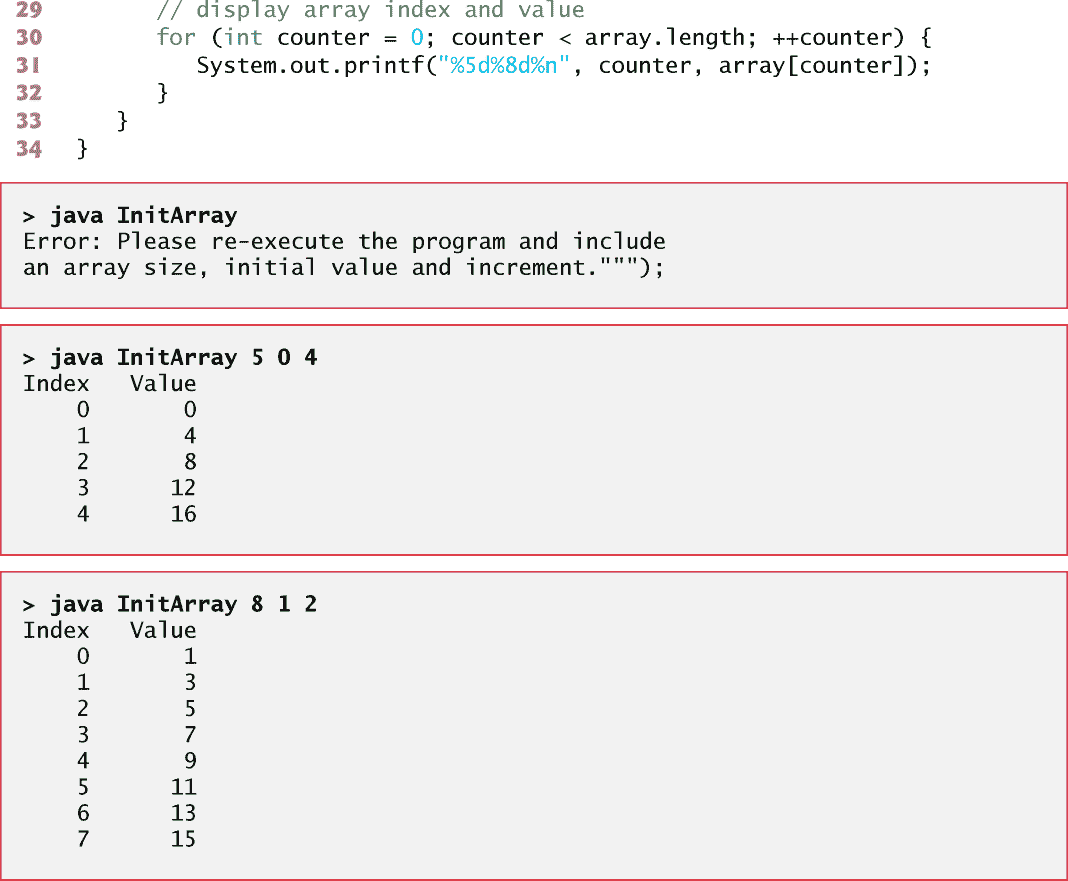 29 // display array index and value
30 for (int counter = 0; counter < array.length; ++counter) {
31 System.out.printf("%5d%8d%n", counter, array[counter]);
32 }
33 }
34 }
> java InitArray
Error: Please re-execute the program and include
an array size, initial value and increment.""");
> java InitArray 5 0 4
Index Value
0 0
1 4
2 8
3 12
4 16
> java InitArray 8 1 2
Index Value
0 1
1 3
2 5
3 7
4 9
5 11
6 13
7 15